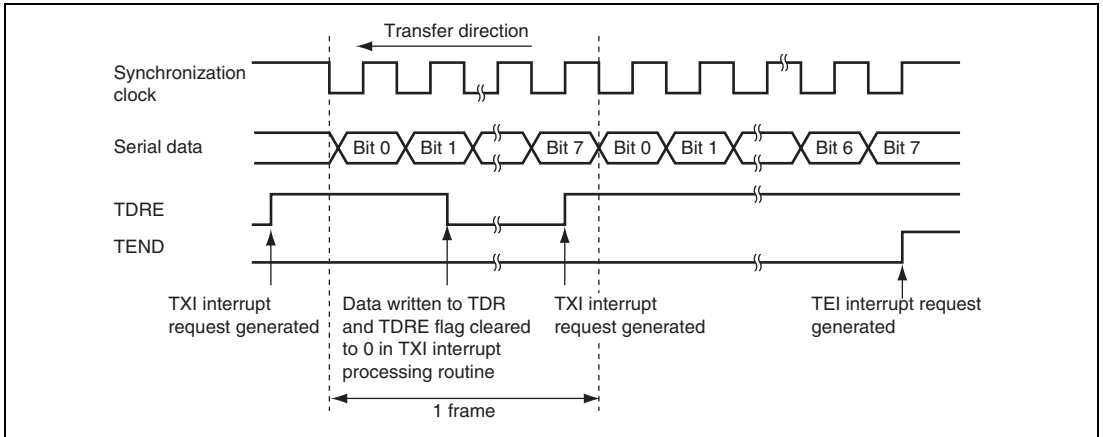 Transfer direction
Synchronization
clock
Serial data
Bit 0
Bit 1
Bit 7
Bit 0
Bit 1
Bit 6
Bit 7
TDRE
TEND
TXI interrupt
request generated
Data written to TDR
and TDRE flag cleared
to 0 in TXI interrupt
processing routine
TXI interrupt
request generated
TEI interrupt request
generated
1 frame